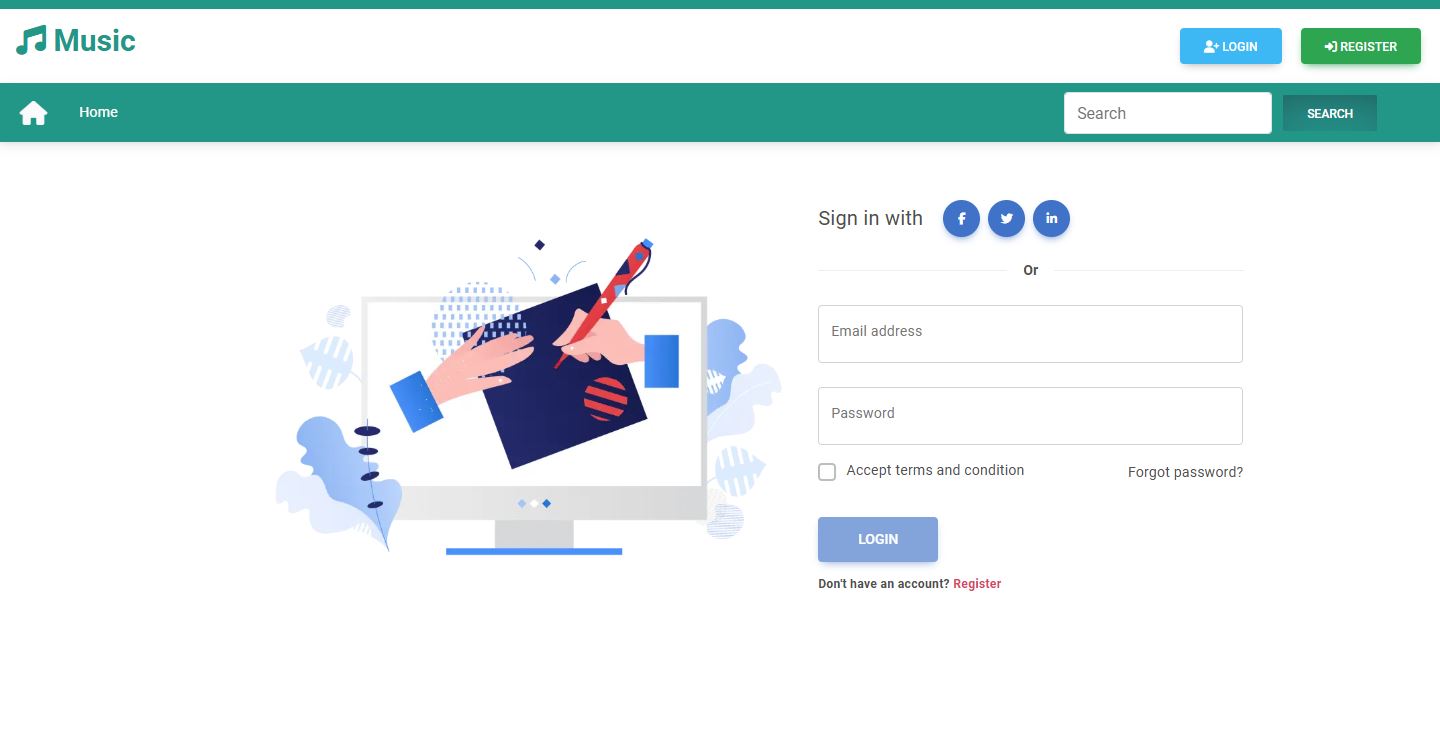 Music
LOGIN
REGISTER
Home
Search
SEARCH
Sign in with
Or
Email address
Password
Accept terms and condition
Forgot password?
LOGIN
Don't have an account? Register